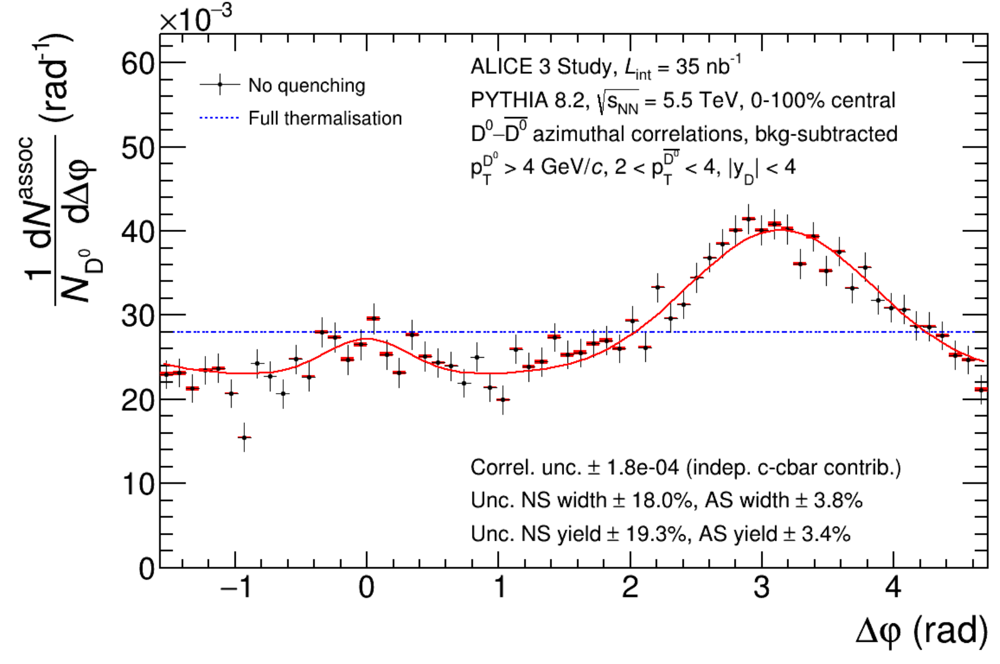 ×10⁻³
1 dN^assoc / N_D⁰ dΔφ (rad⁻¹)
60
50
40
30
20
10
0
No quenching
Full thermalisation
ALICE 3 Study, L_int = 35 nb⁻¹
PYTHIA 8.2, √s_NN = 5.5 TeV, 0-100% central
D⁰–D̅⁰ azimuthal correlations, bkg-subtracted
p_T^D⁰ > 4 GeV/c, 2 < p_T^D̅⁰ < 4, |y_D| < 4
Correl. unc. ± 1.8e-04 (indep. c-cbar contrib.)
Unc. NS width ± 18.0%, AS width ± 3.8%
Unc. NS yield ± 19.3%, AS yield ± 3.4%
−1 0 1 2 3 4
Δφ (rad)